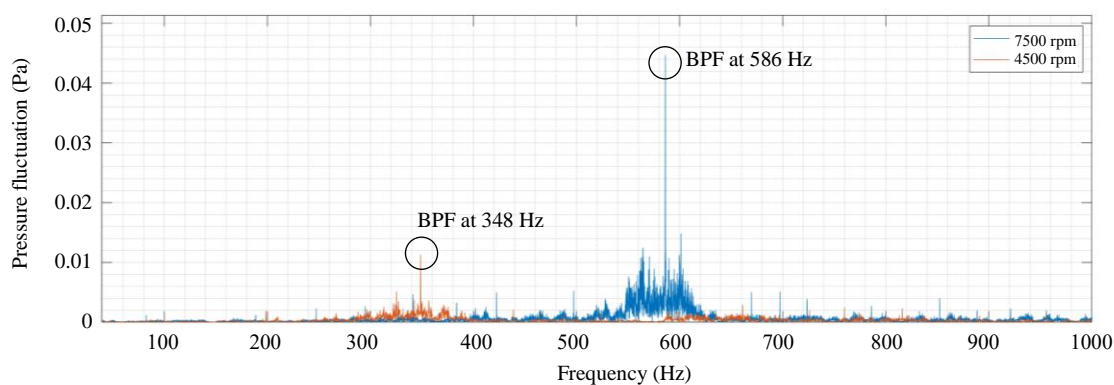 0.05
7500 rpm
4500 rpm
BPF at 586 Hz
0.04
Pressure fluctuation (Pa)
0.03
0.02
BPF at 348 Hz
0.01
0
100 200 300 400 500 600 700 800 900 1000
Frequency (Hz)